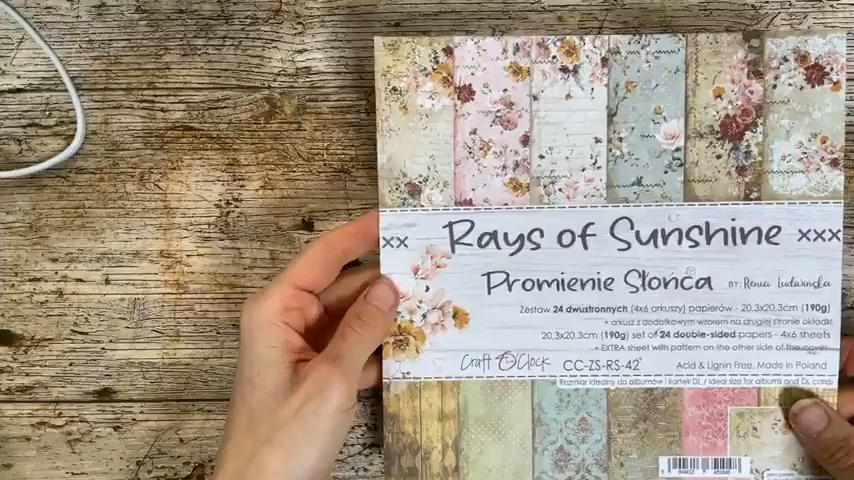 xx Rays of Sunshine xxx
Promienie Słońca BY: Renia Ludwińska
Zestaw 24 dwustronnych (4x6 arkuszy) papierów - 20,3x20,3cm (190g)
+ arkusz z dodatkowym wzorem na drugiej stronie okładki
20,3x20,3cm (190g) set of 24 double-sided papers - 4x6 sheets
+ EXTRA sheet with pattern on the other side of the cover
Craft O'Clock CC-ZS-RS-42 Acid & Lignin Free. Made in Poland
Rozmiar idealny do albumów i kartek DL / Ideal size for albums and DL cards